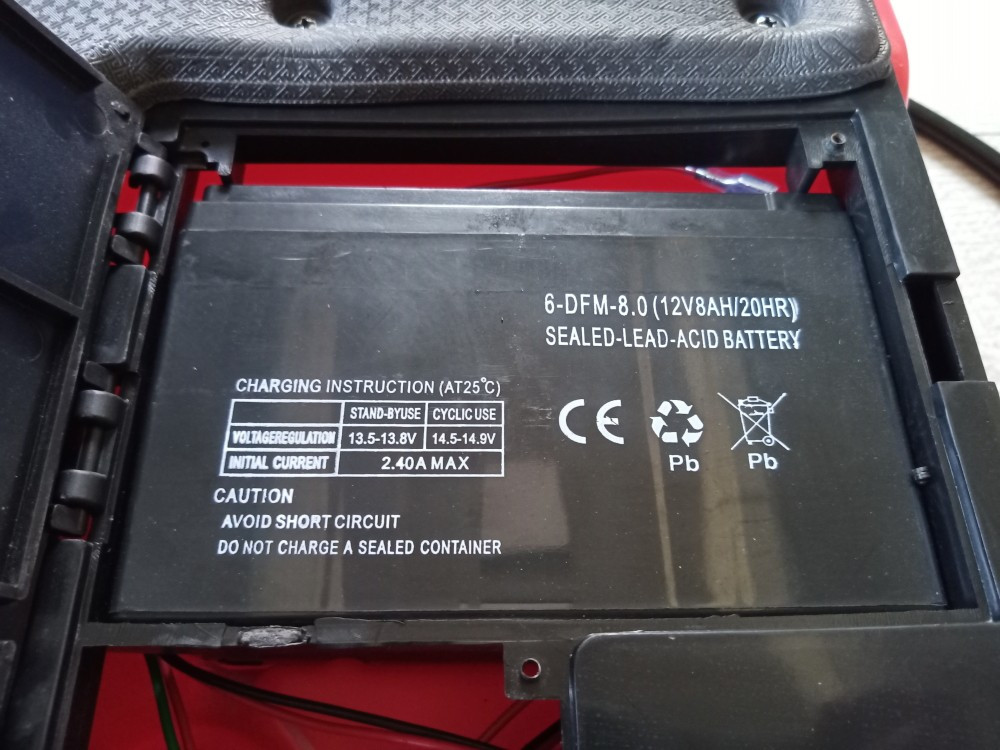 6-DFM-8.0 (12V8AH/20HR)
SEALED-LEAD-ACID BATTERY
CHARGING INSTRUCTION (AT25℃)
STAND-BYUSE CYCLIC USE
VOLTAGEREGULATION 13.5-13.8V 14.5-14.9V
INITIAL CURRENT 2.40A MAX
CE
Pb Pb
CAUTION
AVOID SHORT CIRCUIT
DO NOT CHARGE A SEALED CONTAINER